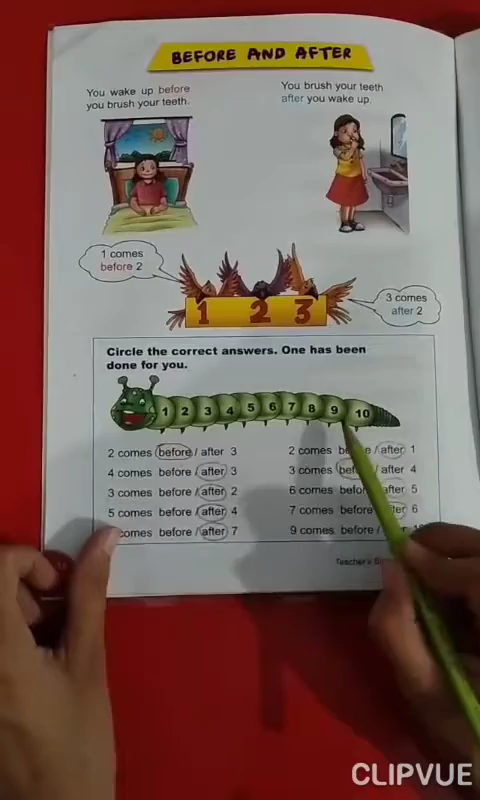 BEFORE AND AFTER
You wake up before
you brush your teeth.
You brush your teeth
after you wake up.
1 comes
before 2
1 2 3
3 comes
after 2
Circle the correct answers. One has been
done for you.
1 2 3 4 5 6 7 8 9 10
2 comes before / after 3
4 comes before / after 3
3 comes before / after 2
5 comes before / after 4
comes before / after 7
2 comes / after 1
3 comes / after 4
6 comes 5
7 comes before 6
9 comes before /
CLIPVUE